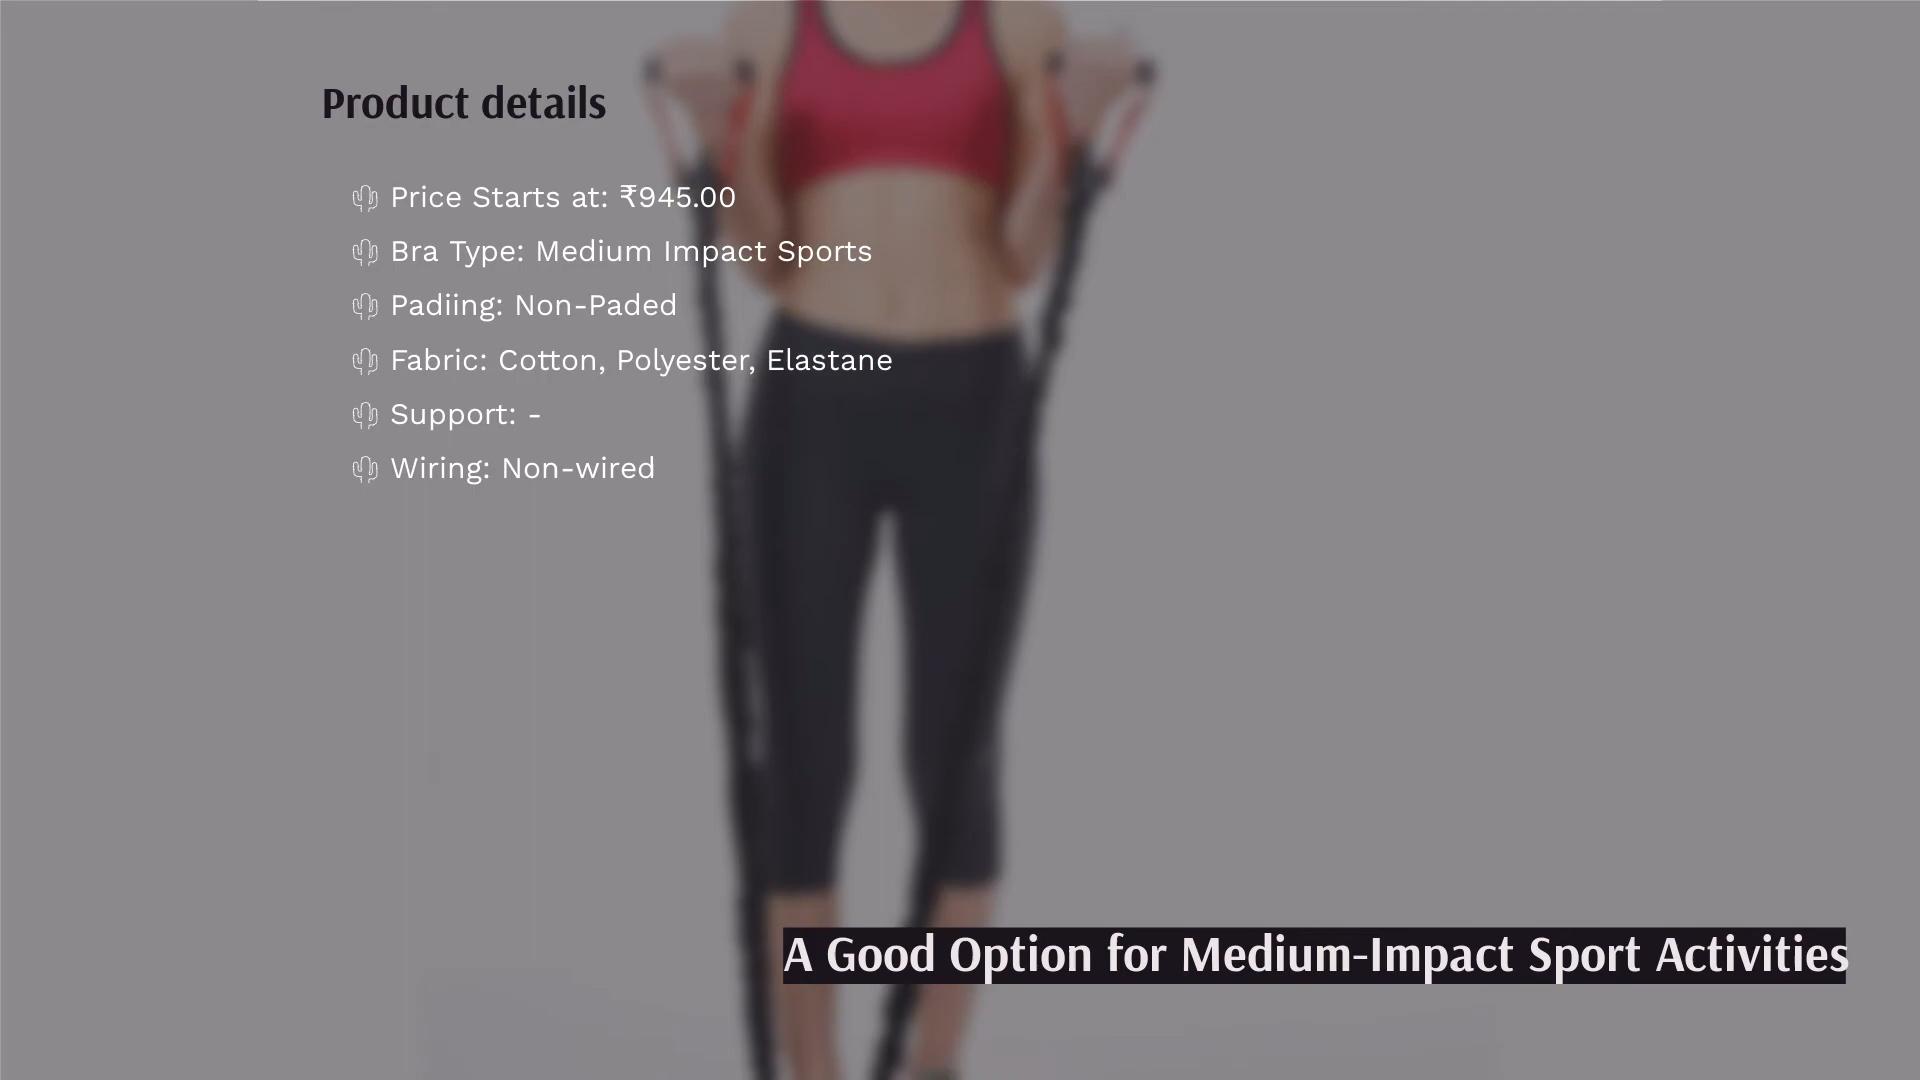 Product details
Price Starts at: ₹945.00
Bra Type: Medium Impact Sports
Padiing: Non-Paded
Fabric: Cotton, Polyester, Elastane
Support: -
Wiring: Non-wired
A Good Option for Medium-Impact Sport Activities